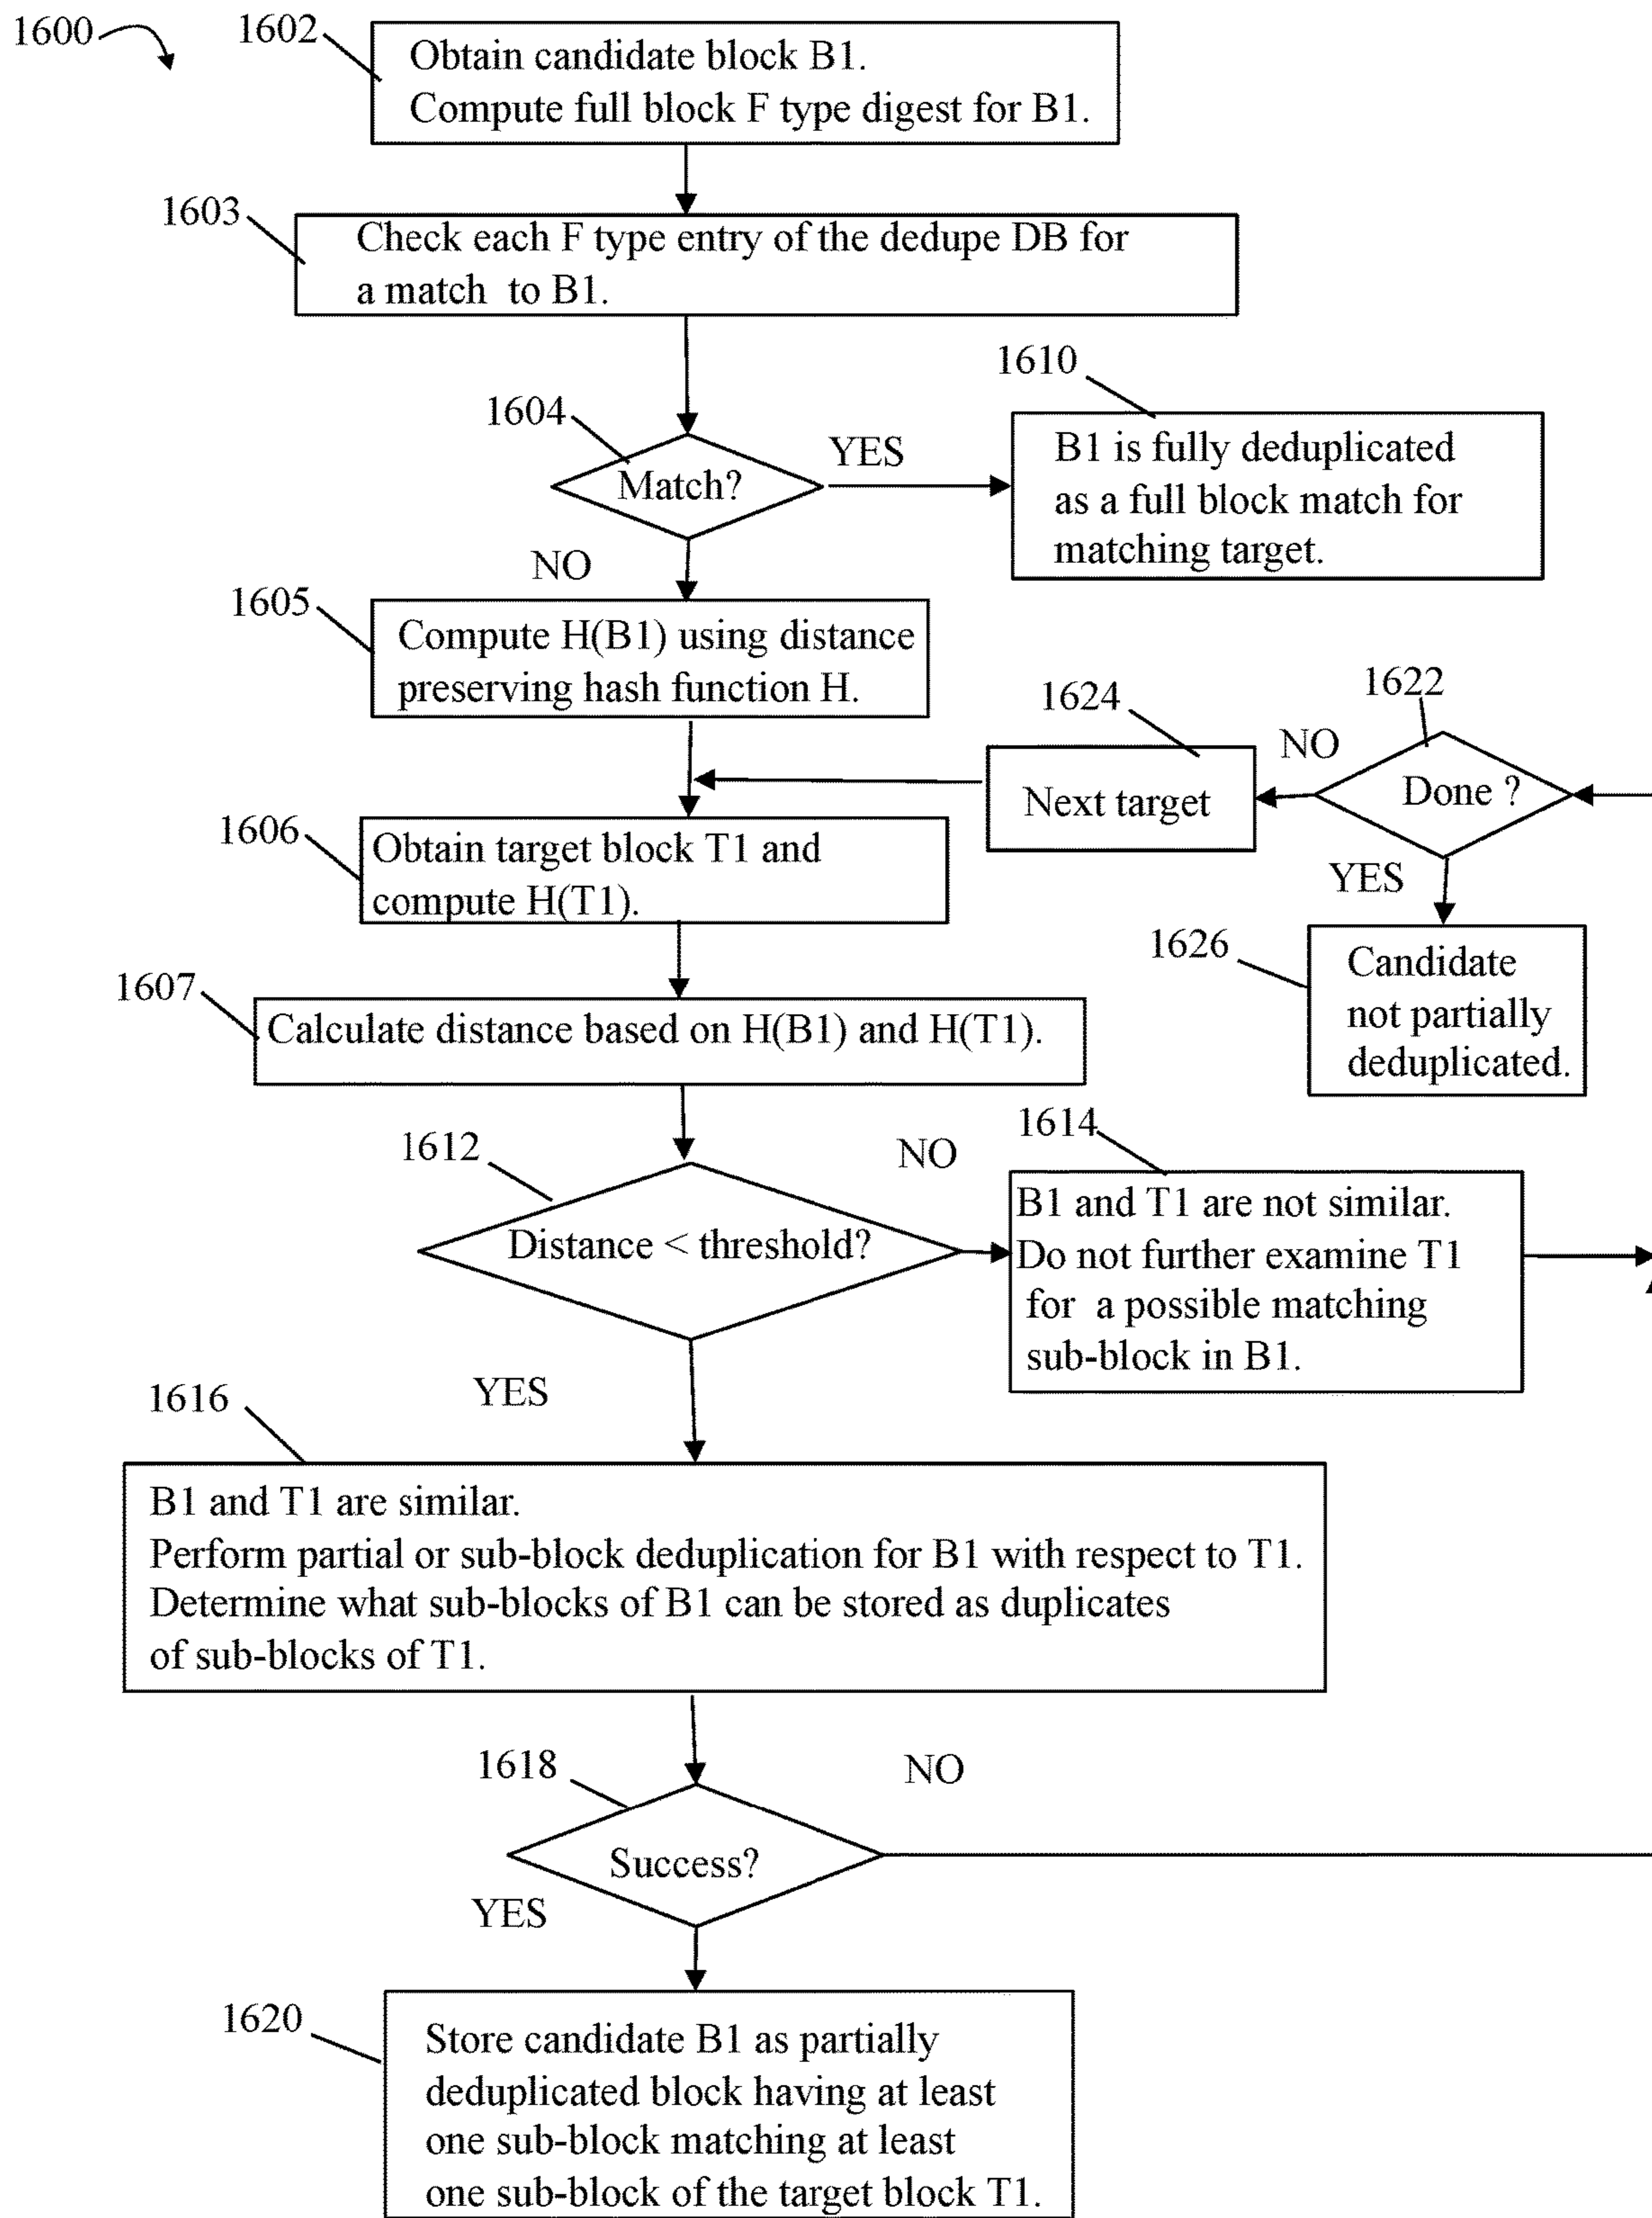 1600
1602
Obtain candidate block B1.
Compute full block F type digest for B1.
1603
Check each F type entry of the dedupe DB for
a match to B1.
1610
1604
YES
Match?
B1 is fully deduplicated
as a full block match for
matching target.
NO
1605
Compute H(B1) using distance
preserving hash function H.
1622
1624
NO
Done ?
Next target
1606
Obtain target block T1 and
compute H(T1).
YES
1626
Candidate
not partially
deduplicated.
1607
Calculate distance based on H(B1) and H(T1).
1612
NO
1614
Distance < threshold?
B1 and T1 are not similar.
Do not further examine T1
for a possible matching
sub-block in B1.
YES
1616
B1 and T1 are similar.
Perform partial or sub-block deduplication for B1 with respect to T1.
Determine what sub-blocks of B1 can be stored as duplicates
of sub-blocks of T1.
1618
NO
Success?
YES
1620
Store candidate B1 as partially
deduplicated block having at least
one sub-block matching at least
one sub-block of the target block T1.